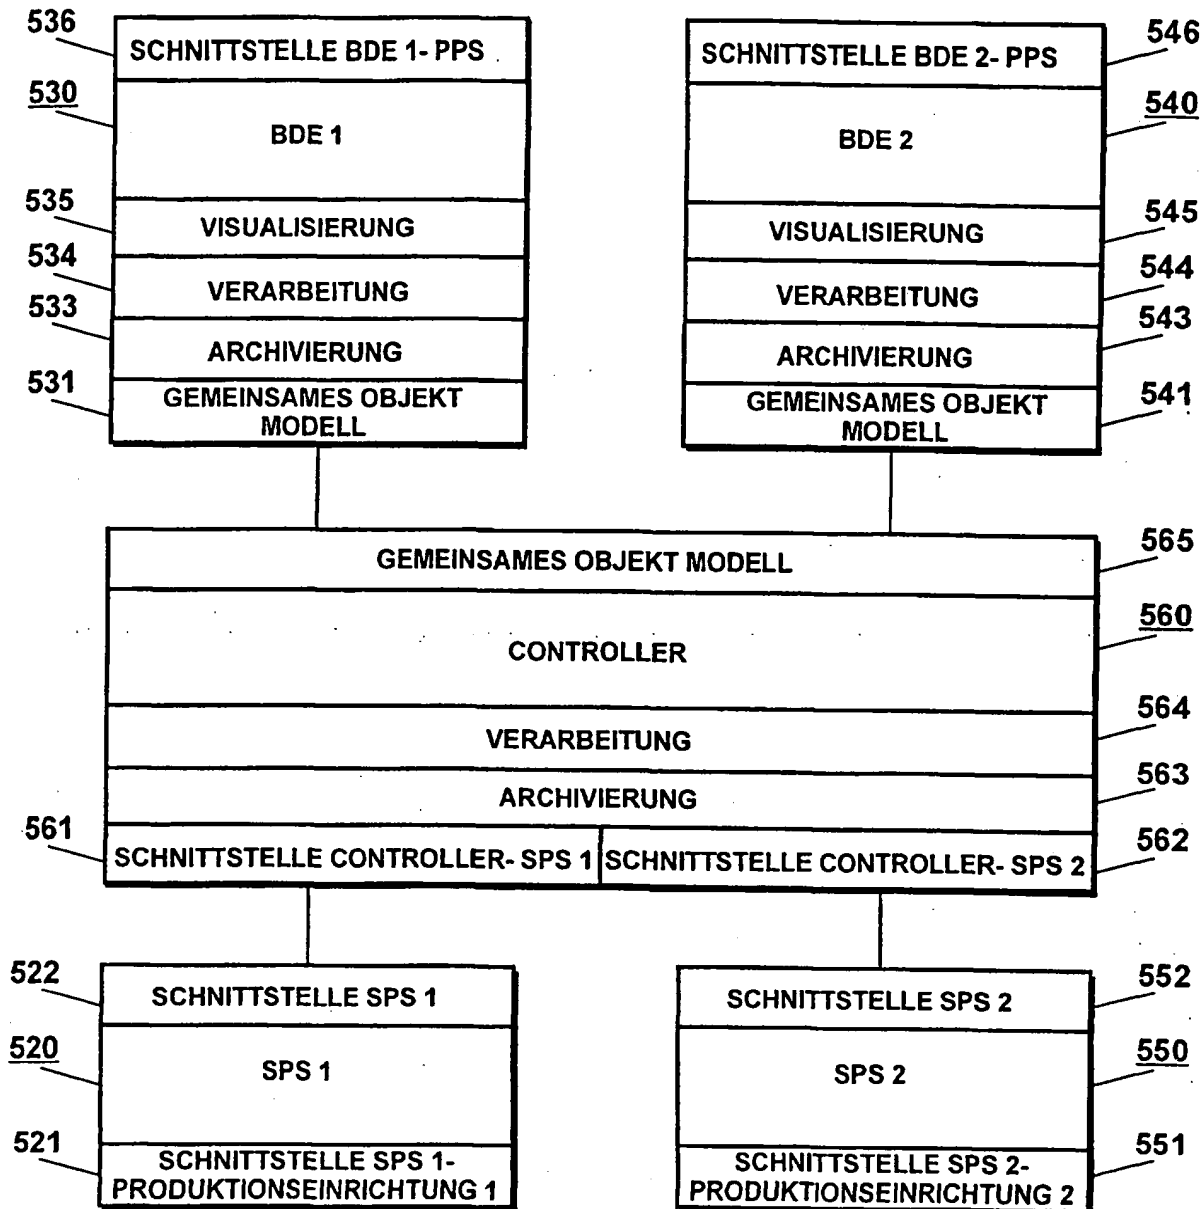 536
SCHNITTSTELLE BDE 1- PPS
530
BDE 1
535
VISUALISIERUNG
534
VERARBEITUNG
533
ARCHIVIERUNG
531
GEMEINSAMES OBJEKT
MODELL
SCHNITTSTELLE BDE 2- PPS
546
BDE 2
540
VISUALISIERUNG
545
VERARBEITUNG
544
ARCHIVIERUNG
543
GEMEINSAMES OBJEKT
MODELL
541
GEMEINSAMES OBJEKT MODELL
565
CONTROLLER
560
VERARBEITUNG
564
ARCHIVIERUNG
563
561
SCHNITTSTELLE CONTROLLER- SPS 1
SCHNITTSTELLE CONTROLLER- SPS 2
562
522
SCHNITTSTELLE SPS 1
520
SPS 1
521
SCHNITTSTELLE SPS 1-
PRODUKTIONSEINRICHTUNG 1
SCHNITTSTELLE SPS 2
552
SPS 2
550
SCHNITTSTELLE SPS 2-
PRODUKTIONSEINRICHTUNG 2
551